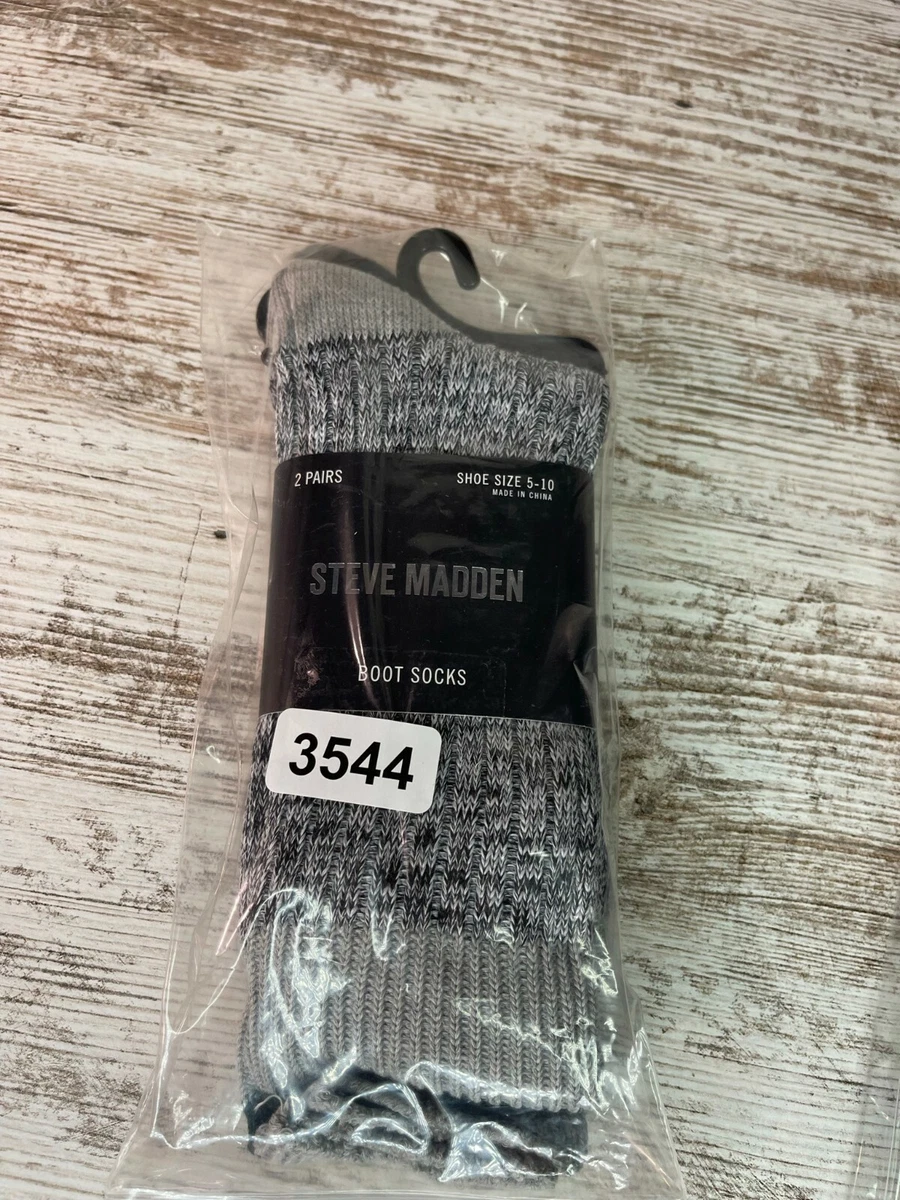 2 PAIRS
SHOE SIZE 5-10
MADE IN CHINA
STEVE MADDEN
BOOT SOCKS
3544